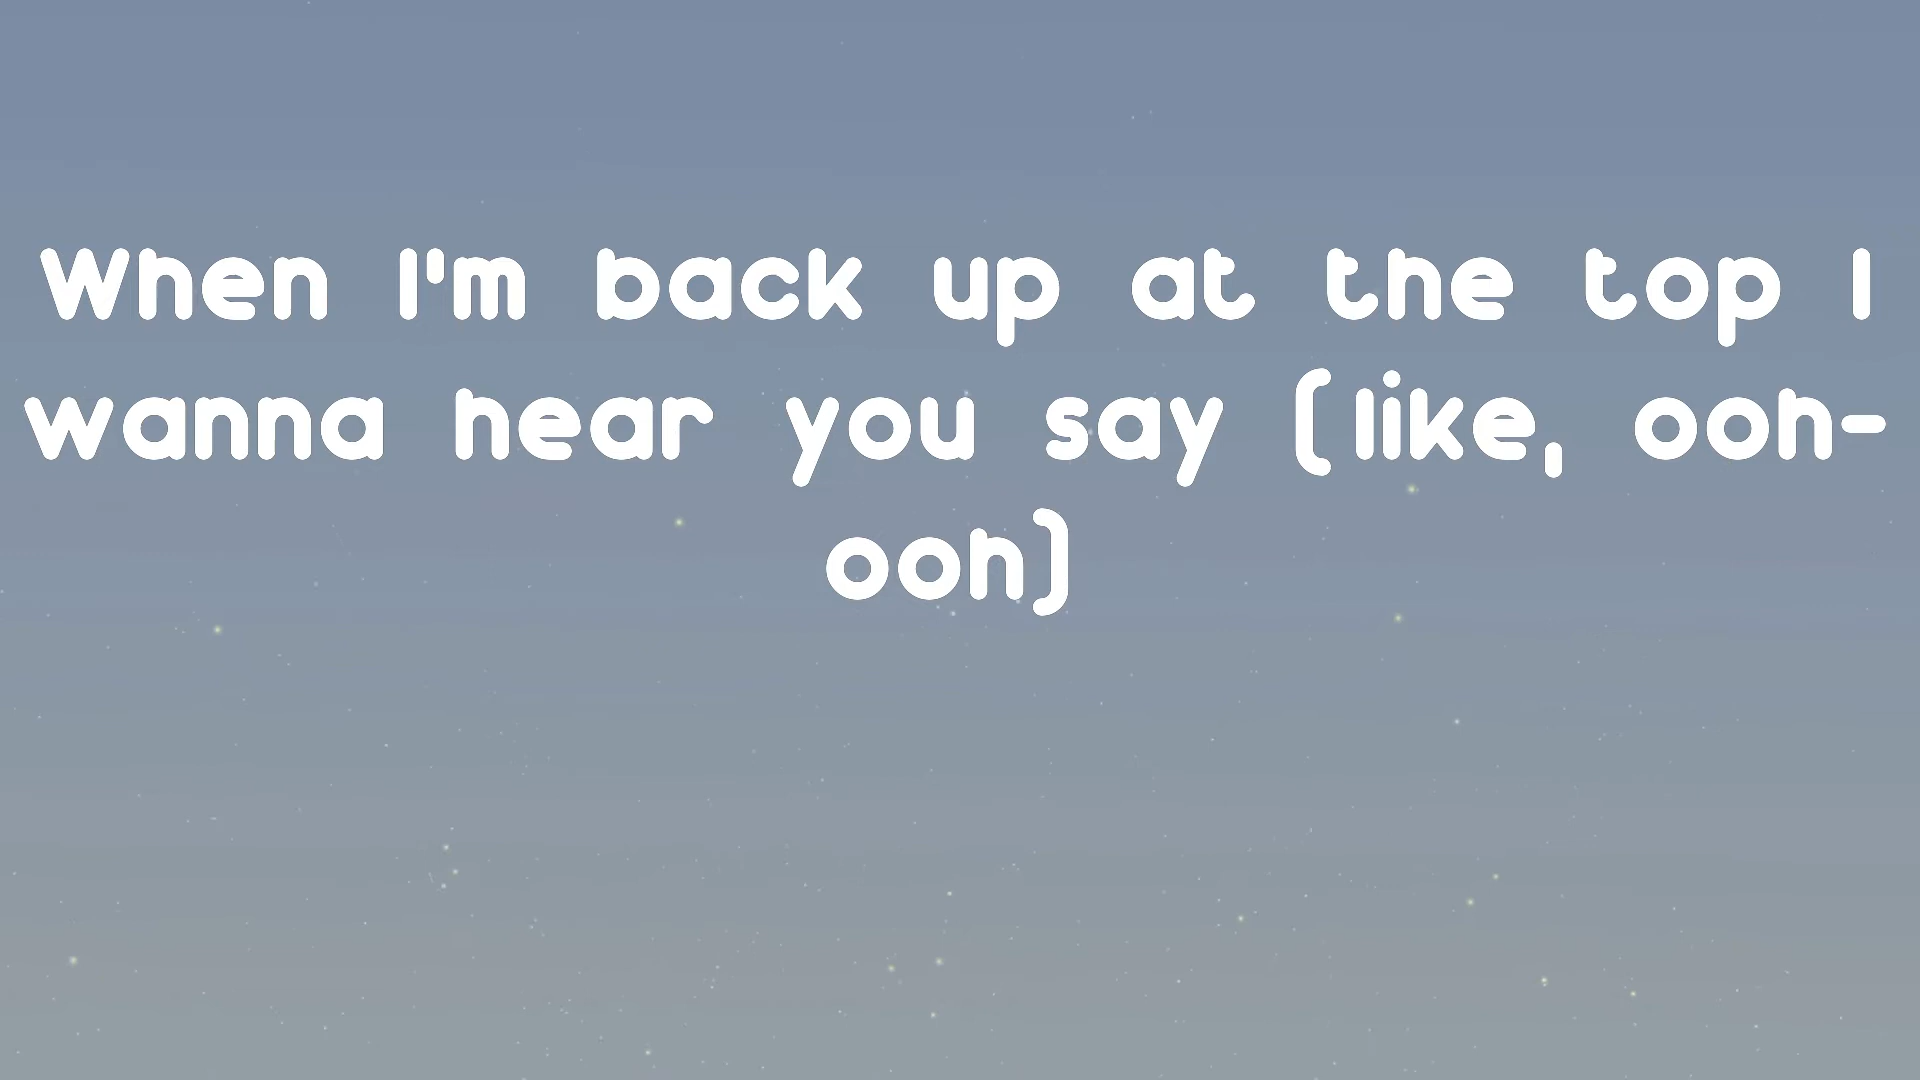 When I'm back up at the top I
wanna hear you say (like, ooh-
ooh)